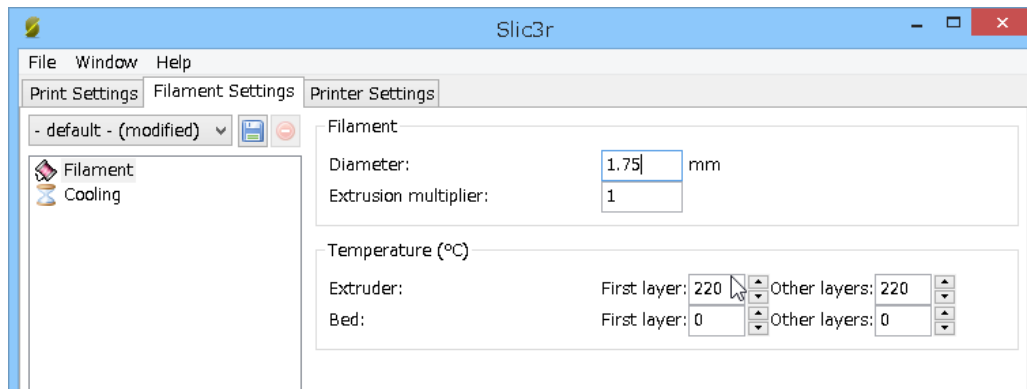 Slic3r
File Window Help
Print Settings Filament Settings Printer Settings
- default - (modified)
Filament
Cooling
Filament
Diameter: 1.75 mm
Extrusion multiplier: 1
Temperature (ºC)
Extruder: First layer: 220 Other layers: 220
Bed: First layer: 0 Other layers: 0